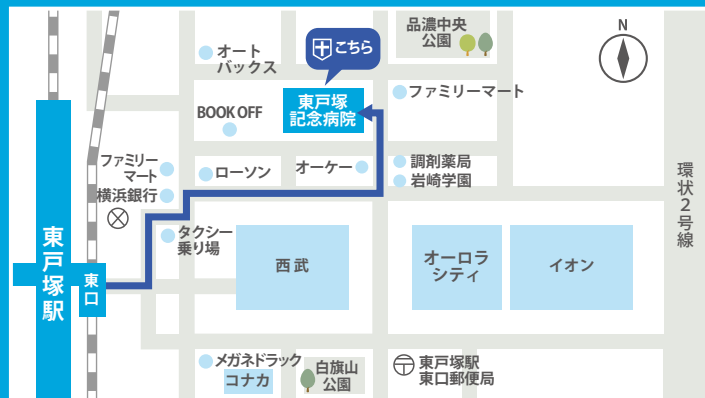 品濃中央
公園
N
オート
バックス
こちら
東戸塚
記念病院
ファミリーマート
BOOK OFF
ファミリー
マート
横浜銀行
ローソン
オーケー
調剤薬局
岩崎学園
環状2号線
タクシー
乗り場
東戸塚駅
東口
西武
オーロラ
シティ
イオン
メガネドラック
コナカ
白旗山
公園
東戸塚駅
東口郵便局